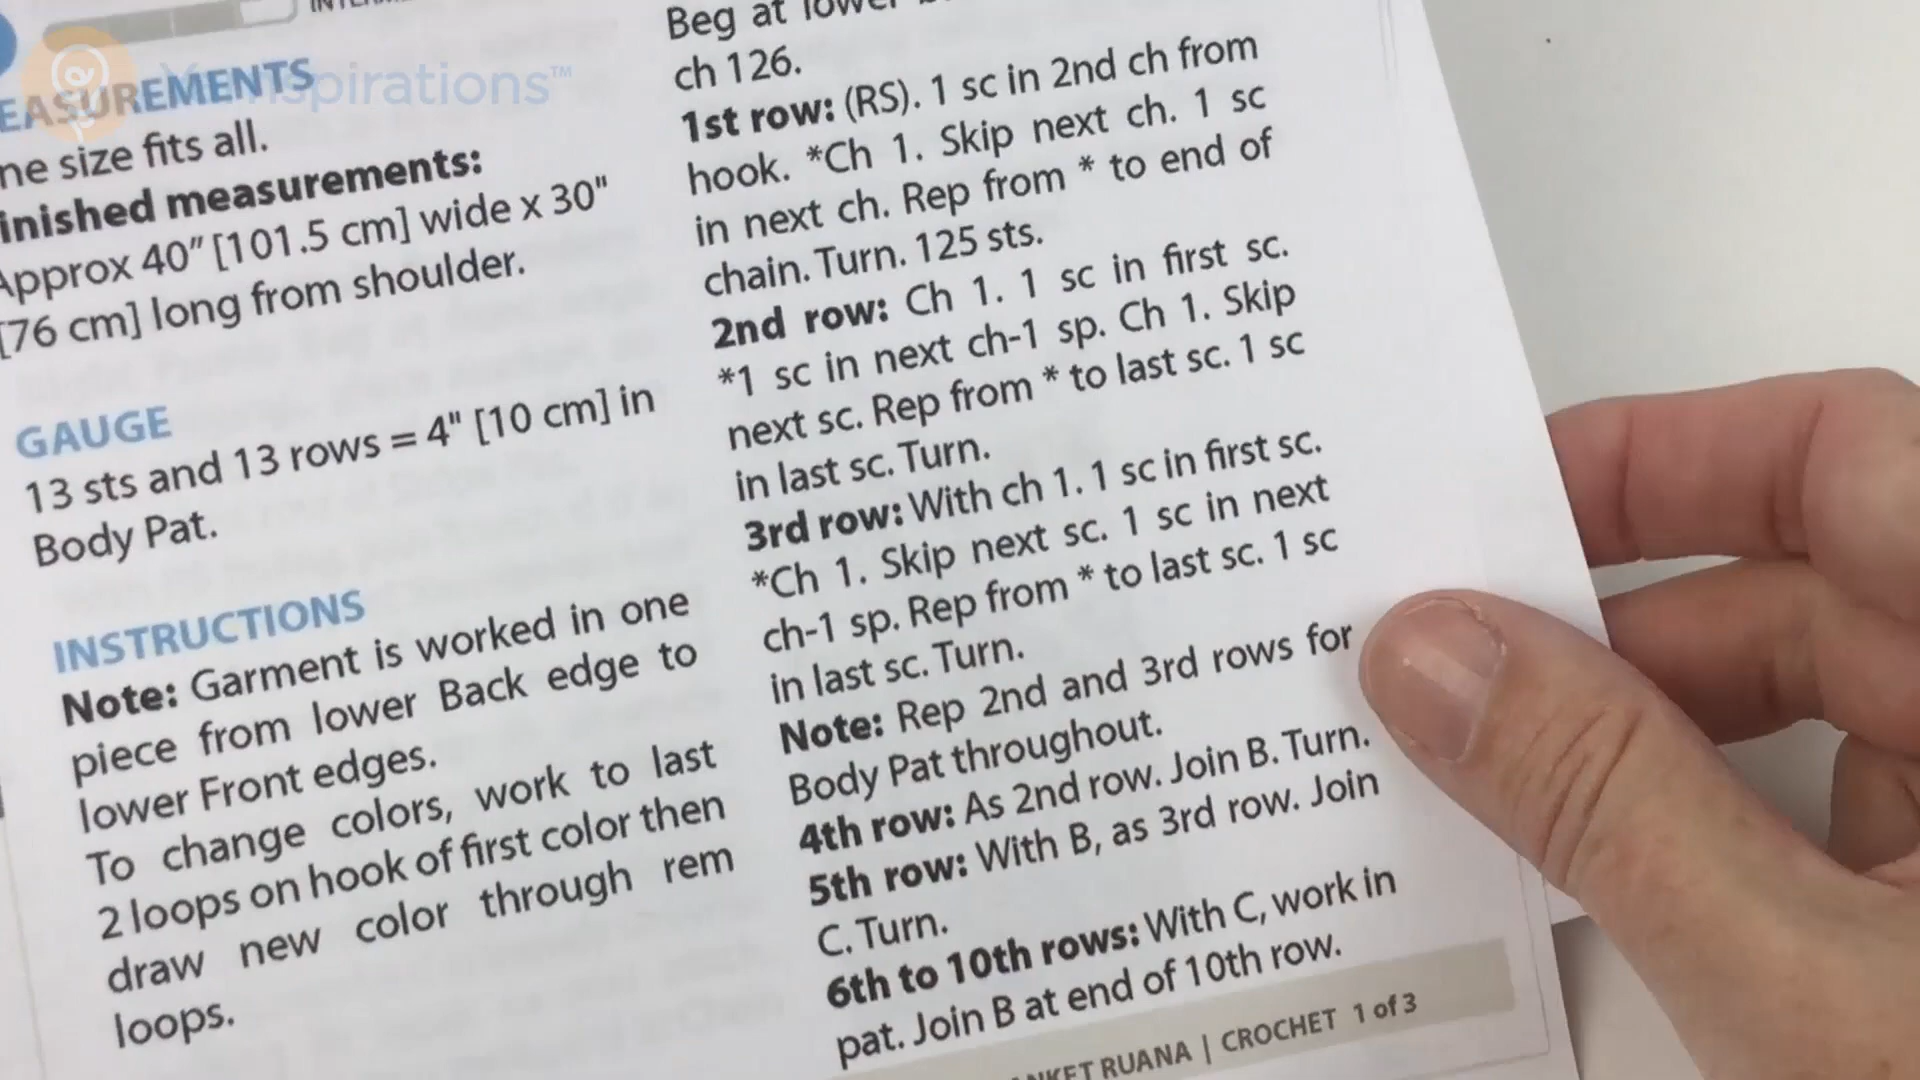 EASUREMENTS
Yarnspirations™
ne size fits all.
inished measurements:
Approx 40" [101.5 cm] wide x 30"
[76 cm] long from shoulder.
GAUGE
13 sts and 13 rows = 4" [10 cm] in
Body Pat.
INSTRUCTIONS
Note: Garment is worked in one
piece from lower Back edge to
lower Front edges.
To change colors, work to last
2 loops on hook of first color then
draw new color through rem
loops.
Beg at lower
ch 126.
1st row: (RS). 1 sc in 2nd ch from
hook. *Ch 1. Skip next ch. 1 sc
in next ch. Rep from * to end of
chain. Turn. 125 sts.
2nd row: Ch 1. 1 sc in first sc.
*1 sc in next ch-1 sp. Ch 1. Skip
next sc. Rep from * to last sc. 1 sc
in last sc. Turn.
3rd row: With ch 1. 1 sc in first sc.
*Ch 1. Skip next sc. 1 sc in next
ch-1 sp. Rep from * to last sc. 1 sc
in last sc. Turn.
Note: Rep 2nd and 3rd rows for
Body Pat throughout.
4th row: As 2nd row. Join B. Turn.
5th row: With B, as 3rd row. Join
C. Turn.
6th to 10th rows: With C, work in
pat. Join B at end of 10th row.
NKET RUANA | CROCHET 1 of 3